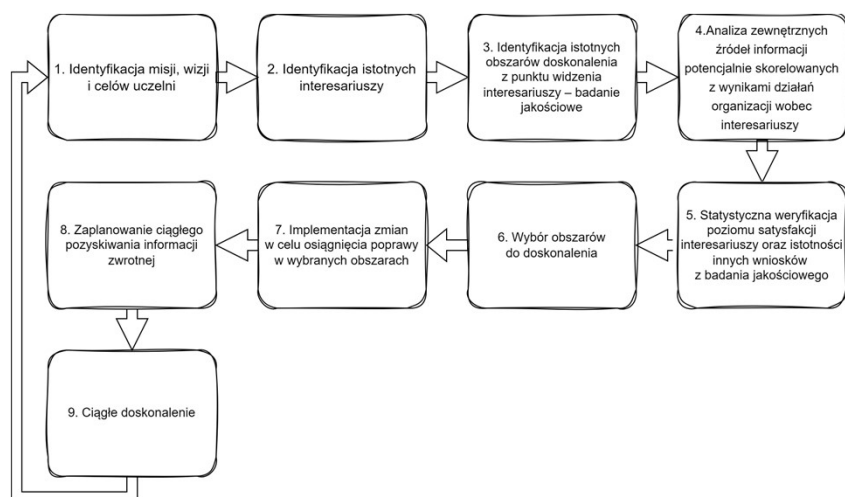 1. Identyfikacja misji, wizji
i celów uczelni
2. Identyfikacja istotnych
interesariuszy
3. Identyfikacja istotnych
obszarów doskonalenia
z punktu widzenia
interesariuszy – badanie
jakościowe
4.Analiza zewnętrznych
źródeł informacji
potencjalnie skorelowanych
z wynikami działań
organizacji wobec
interesariuszy
5. Statystyczna weryfikacja
poziomu satysfakcji
interesariuszy oraz istotności
innych wniosków
z badania jakościowego
6. Wybór obszarów
do doskonalenia
7. Implementacja zmian
w celu osiągnięcia poprawy
w wybranych obszarach
8. Zaplanowanie ciągłego
pozyskiwania informacji
zwrotnej
9. Ciągłe doskonalenie